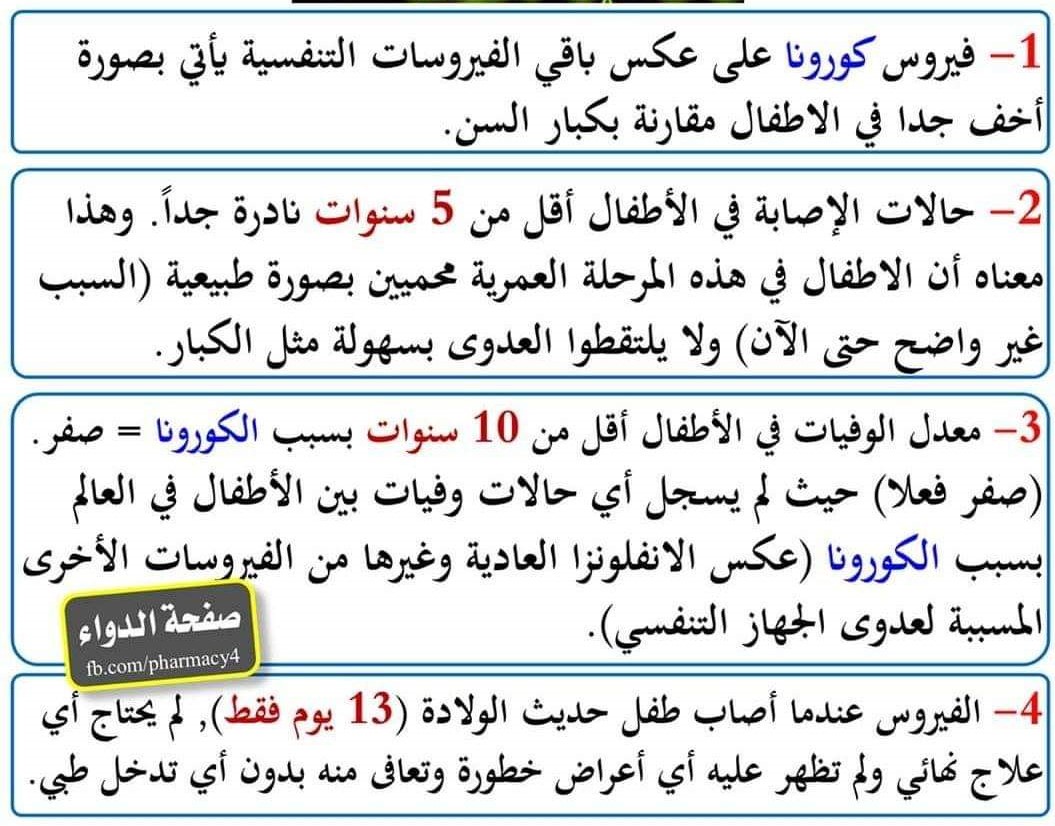 1- فيروس كورونا على عكس باقي الفيروسات التنفسية يأتي بصورة
أخف جدا في الاطفال مقارنة بكبار السن.
2- حالات الإصابة في الأطفال أقل من 5 سنوات نادرة جداً. وهذا
معناه أن الاطفال في هذه المرحلة العمرية محميين بصورة طبيعية (السبب
غير واضح حتى الآن) ولا يلتقطوا العدوى بسهولة مثل الكبار.
3- معدل الوفيات في الأطفال أقل من 10 سنوات بسبب الكورونا = صفر.
(صفر فعلا) حيث لم يسجل أي حالات وفيات بين الأطفال في العالم
بسبب الكورونا (عكس الانفلونزا العادية وغيرها من الفيروسات الأخرى
المسببة لعدوى الجهاز التنفسي).
صفحة الدواء
fb.com/pharmacy4
4- الفيروس عندما أصاب طفل حديث الولادة (13 يوم فقط), لم يحتاج أي
علاج نهائي ولم تظهر عليه أي أعراض خطورة وتعافى منه بدون أي تدخل طبي.